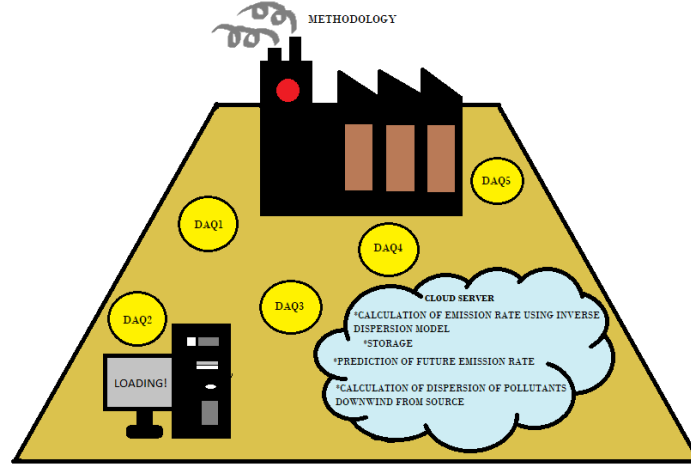 METHODOLOGY
DAQ5
DAQ1
DAQ4
DAQ3
DAQ2
CLOUD SERVER
*CALCULATION OF EMISSION RATE USING INVERSE
DISPERSION MODEL
*STORAGE
*PREDICTION OF FUTURE EMISSION RATE
*CALCULATION OF DISPERSION OF POLLUTANTS
DOWNWIND FROM SOURCE
LOADING!